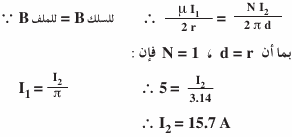 ∵ B للملف = B للسلك ∴ μ I₁ / 2 r = N I₂ / 2 π d
بما أن d = r ، N = 1 فإن :
I₁ = I₂ / π ∴ 5 = I₂ / 3.14
∴ I₂ = 15.7 A